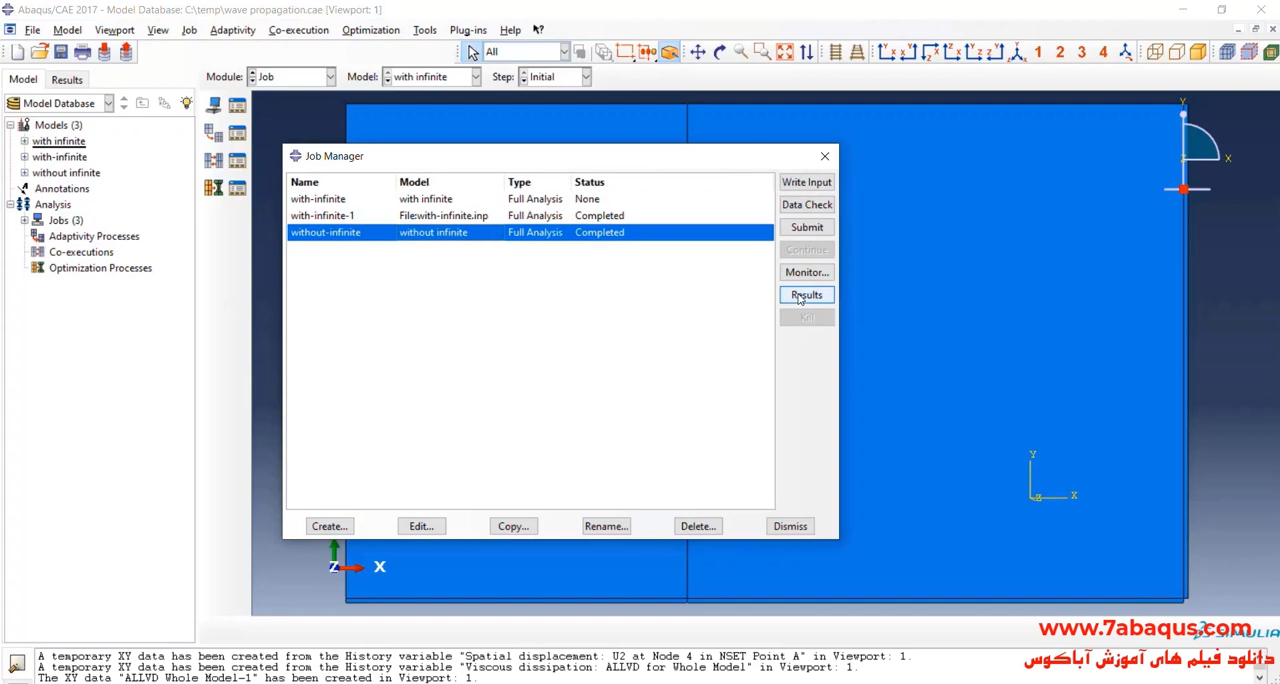 Abaqus/CAE 2017 - Model Database: C:\temp\wave propagation.cae [Viewport: 1]
File Model Viewport View Job Adaptivity Co-execution Optimization Tools Plug-ins Help
All 1 2 3 4
Model Results Module: Job Model: with infinite Step: Initial
Model Database
Models (3)
with infinite
with-infinite
without infinite
Annotations
Analysis
Jobs (3)
Adaptivity Processes
Co-executions
Optimization Processes
Job Manager
Name Model Type Status
with-infinite with infinite Full Analysis None
with-infinite-1 File:with-infinite.inp Full Analysis Completed
without-infinite without infinite Full Analysis Completed
Write Input
Data Check
Submit
Continue
Monitor...
Results
Kill
Create... Edit... Copy... Rename... Delete... Dismiss
Y
Z X
Y
Z X
Z X
www.7abaqus.com
SIMULIA
دانلود فیلم های آموزش آباکوس
A temporary XY data has been created from the History variable "Spatial displacement: U2 at Node 4 in NSET Point A" in Viewport: 1.
A temporary XY data has been created from the History variable "Viscous dissipation: ALLVD for Whole Model" in Viewport: 1.
The XY data "ALLVD Whole Model-1" has been created in Viewport: 1.